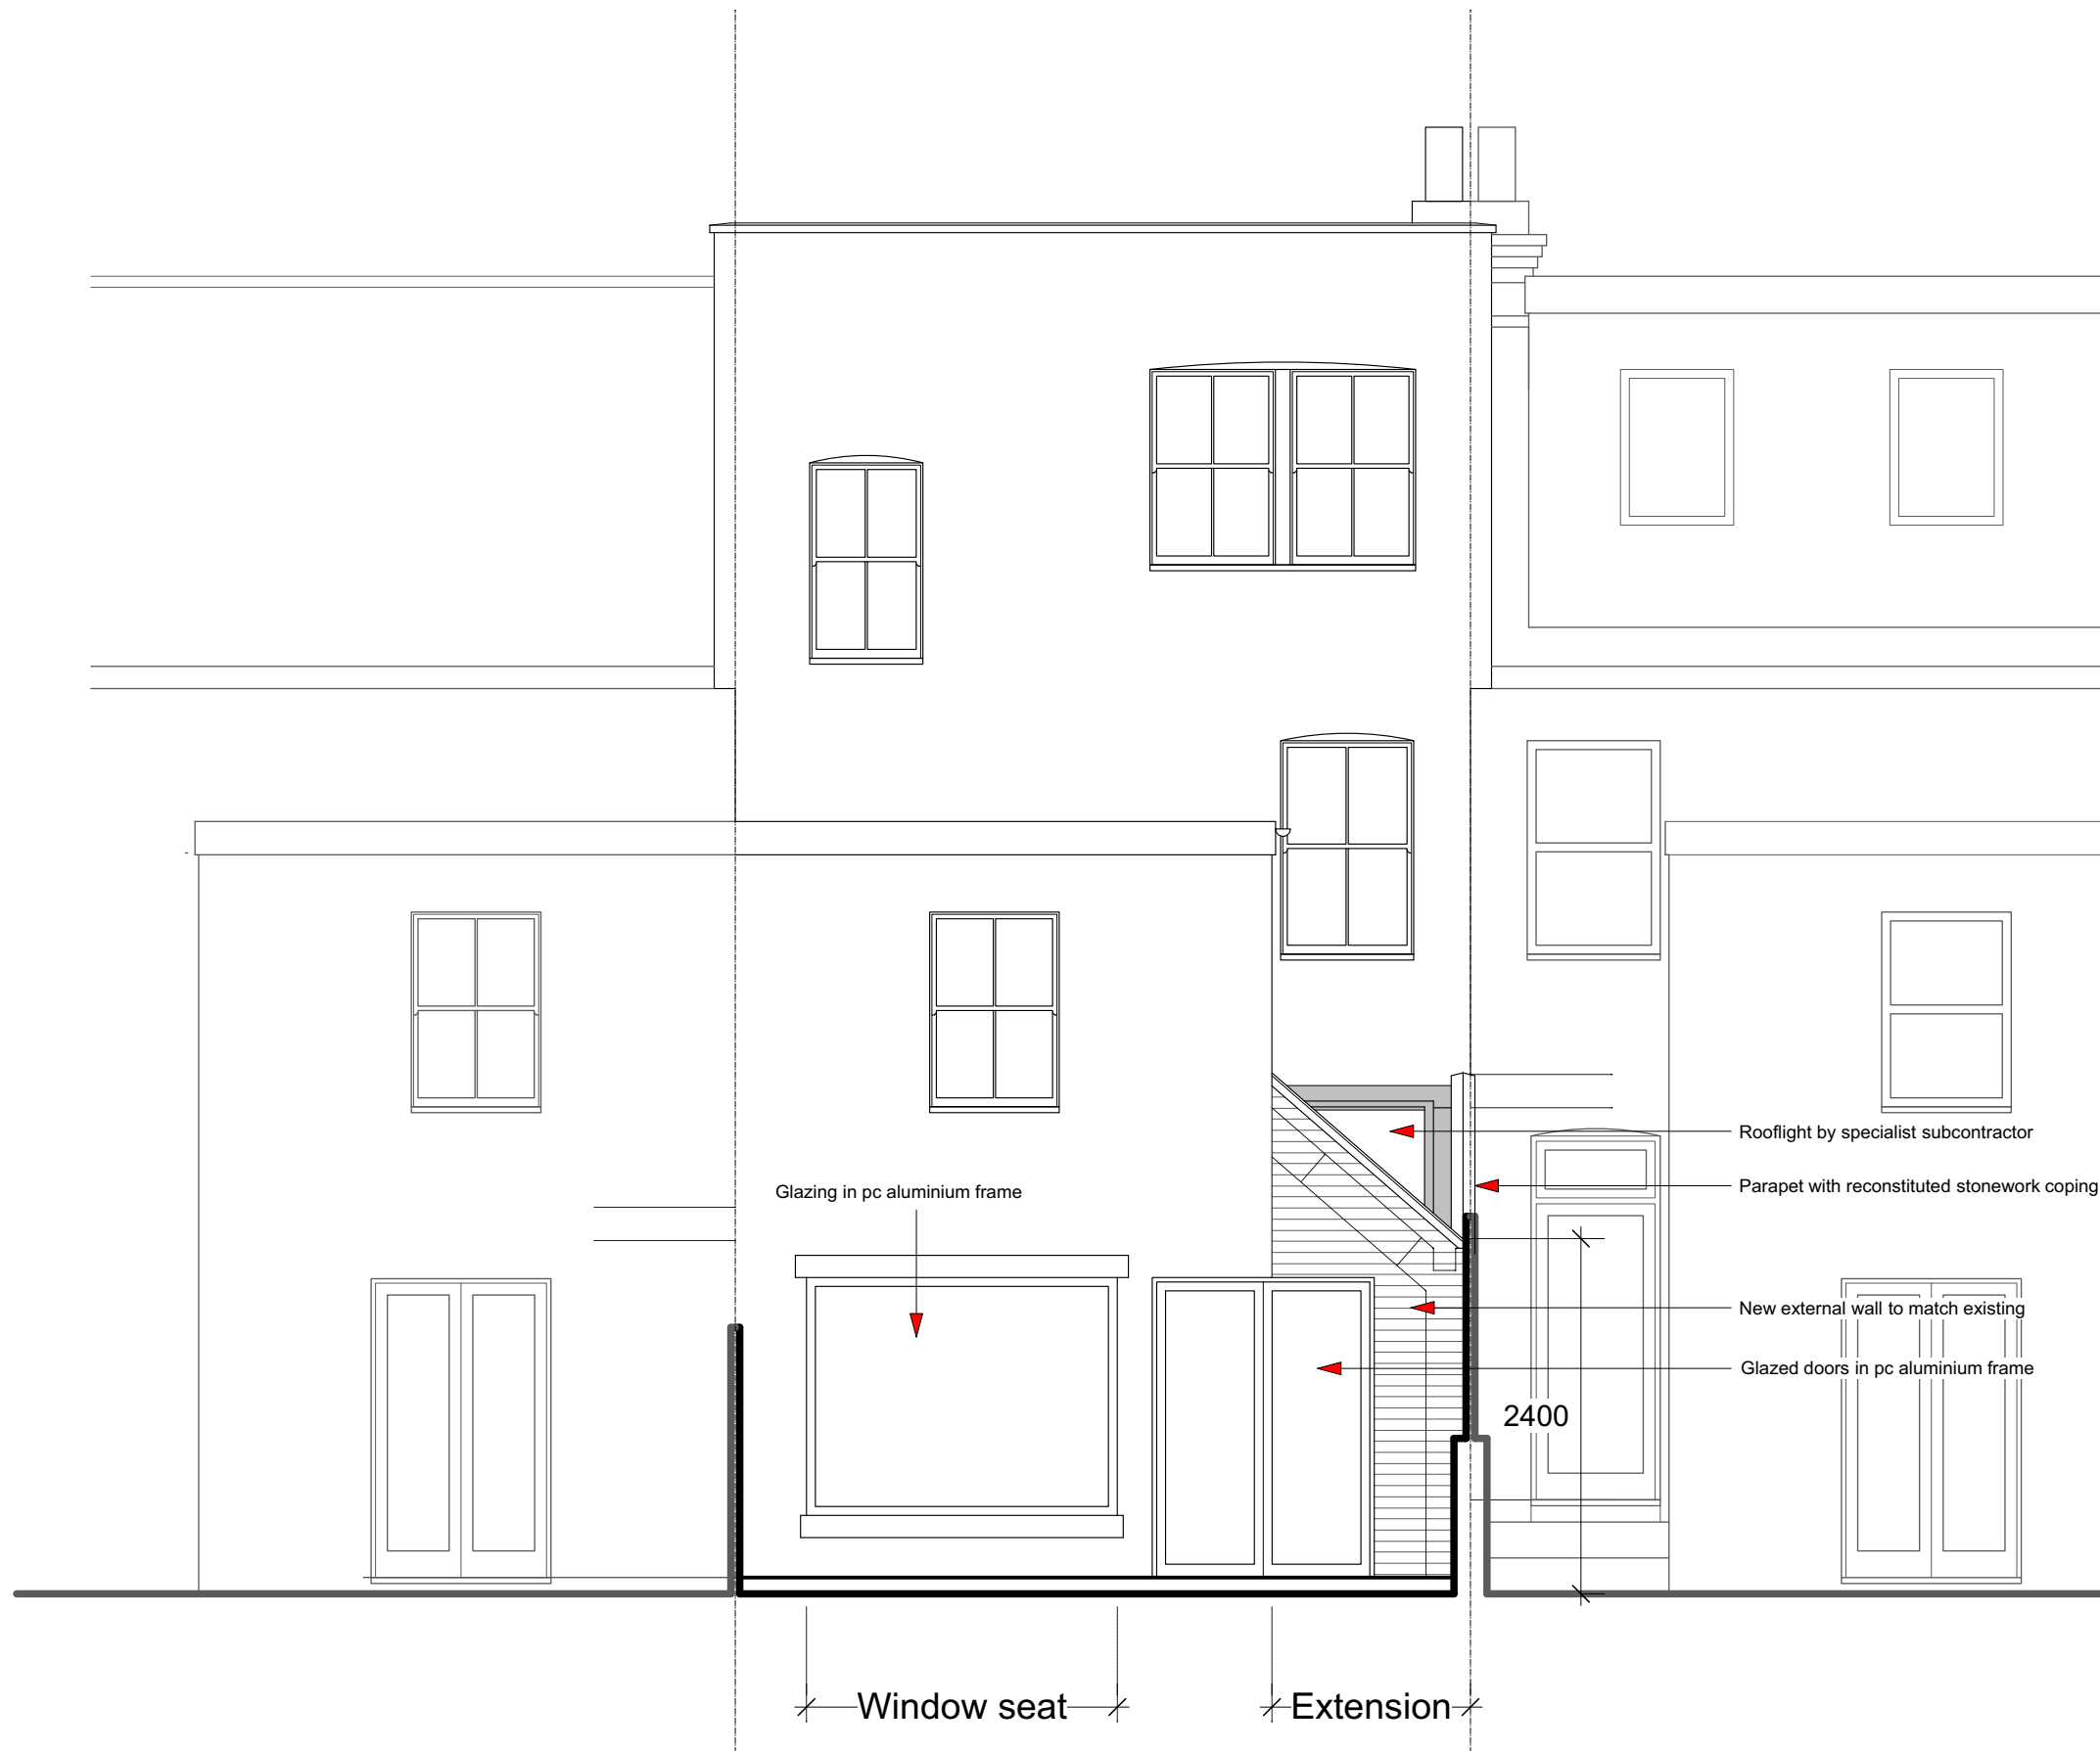 Rooflight by specialist subcontractor
Parapet with reconstituted stonework coping
Glazing in pc aluminium frame
New external wall to match existing
Glazed doors in pc aluminium frame
2400
Window seat
Extension